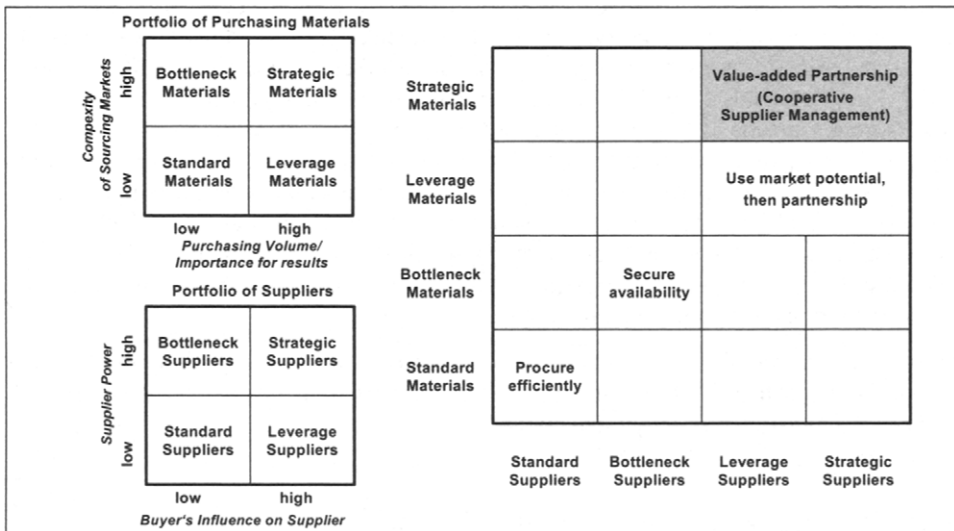 Portfolio of Purchasing Materials
Compexity
of Sourcing Markets
high
low
Bottleneck
Materials
Strategic
Materials
Standard
Materials
Leverage
Materials
low
high
Purchasing Volume/
Importance for results
Portfolio of Suppliers
Supplier Power
high
low
Bottleneck
Suppliers
Strategic
Suppliers
Standard
Suppliers
Leverage
Suppliers
low
high
Buyer's Influence on Supplier
Strategic
Materials
Value-added Partnership
(Cooperative
Supplier Management)
Leverage
Materials
Use market potential,
then partnership
Bottleneck
Materials
Secure
availability
Standard
Materials
Procure
efficiently
Standard
Suppliers
Bottleneck
Suppliers
Leverage
Suppliers
Strategic
Suppliers